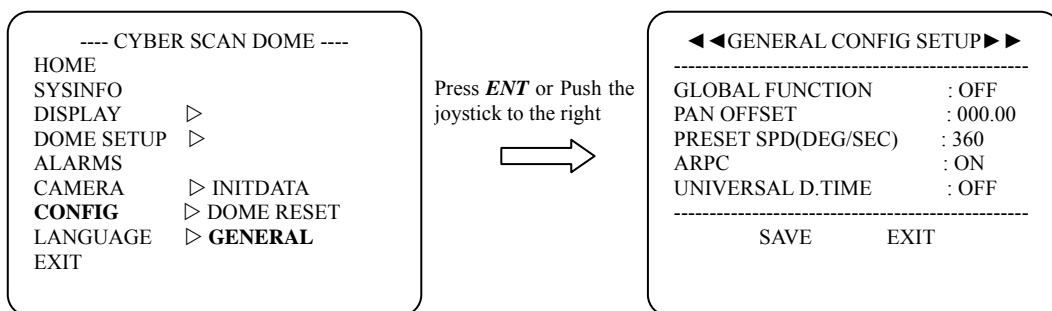 ---- CYBER SCAN DOME ----
HOME
SYSINFO
DISPLAY ▷
DOME SETUP ▷
ALARMS
CAMERA ▷ INITDATA
CONFIG ▷ DOME RESET
LANGUAGE ▷ GENERAL
EXIT
Press ENT or Push the
joystick to the right
◄◄GENERAL CONFIG SETUP►►
--------------------------------------------------
GLOBAL FUNCTION : OFF
PAN OFFSET : 000.00
PRESET SPD(DEG/SEC) : 360
ARPC : ON
UNIVERSAL D.TIME : OFF
--------------------------------------------------
SAVE EXIT